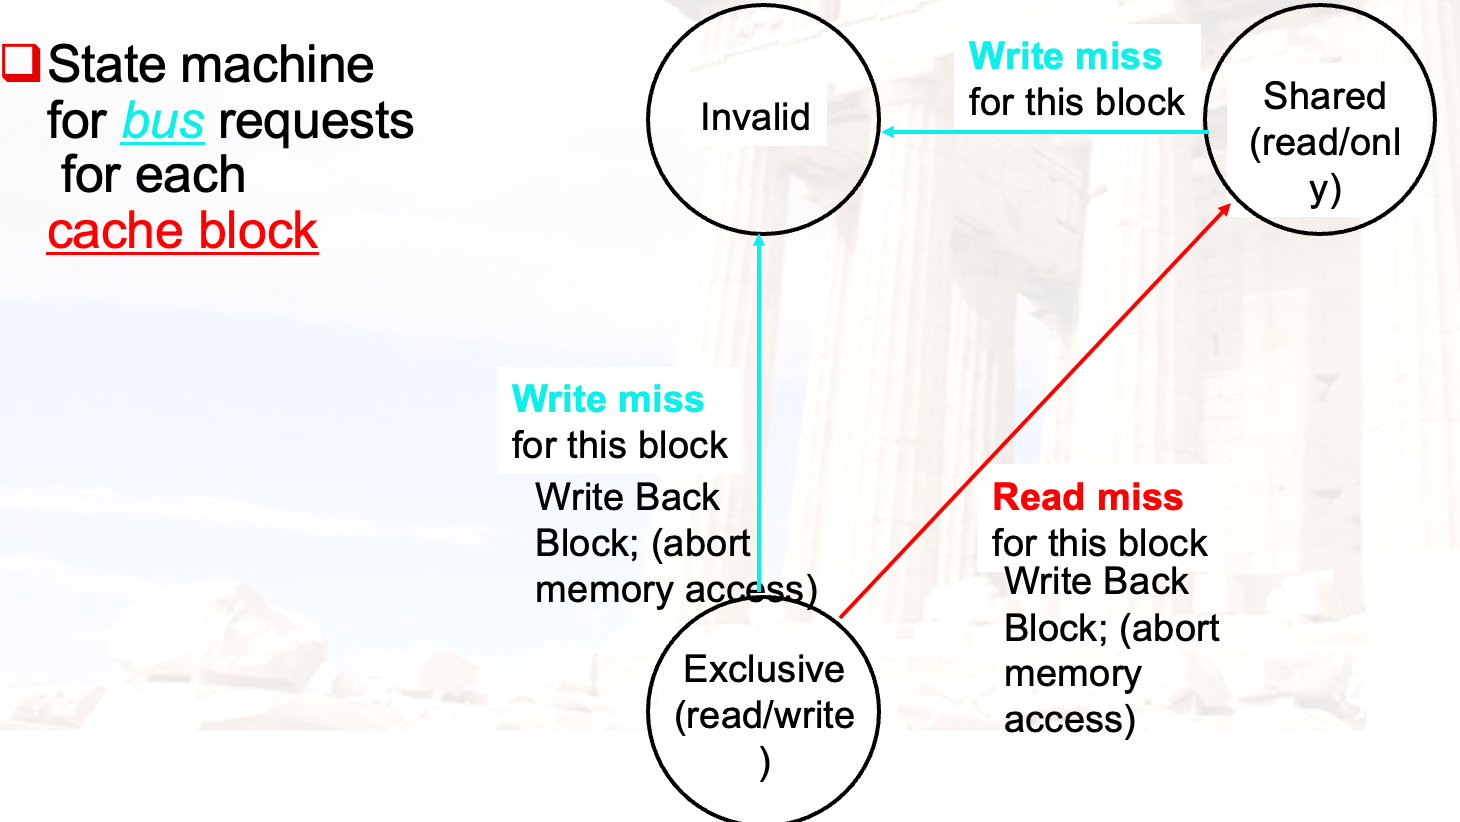 State machine
for bus requests
for each
cache block
Invalid
Write miss
for this block
Shared
(read/onl
y)
Write miss
for this block
Write Back
Block; (abort
memory access)
Read miss
for this block
Write Back
Block; (abort
memory
access)
Exclusive
(read/write
)